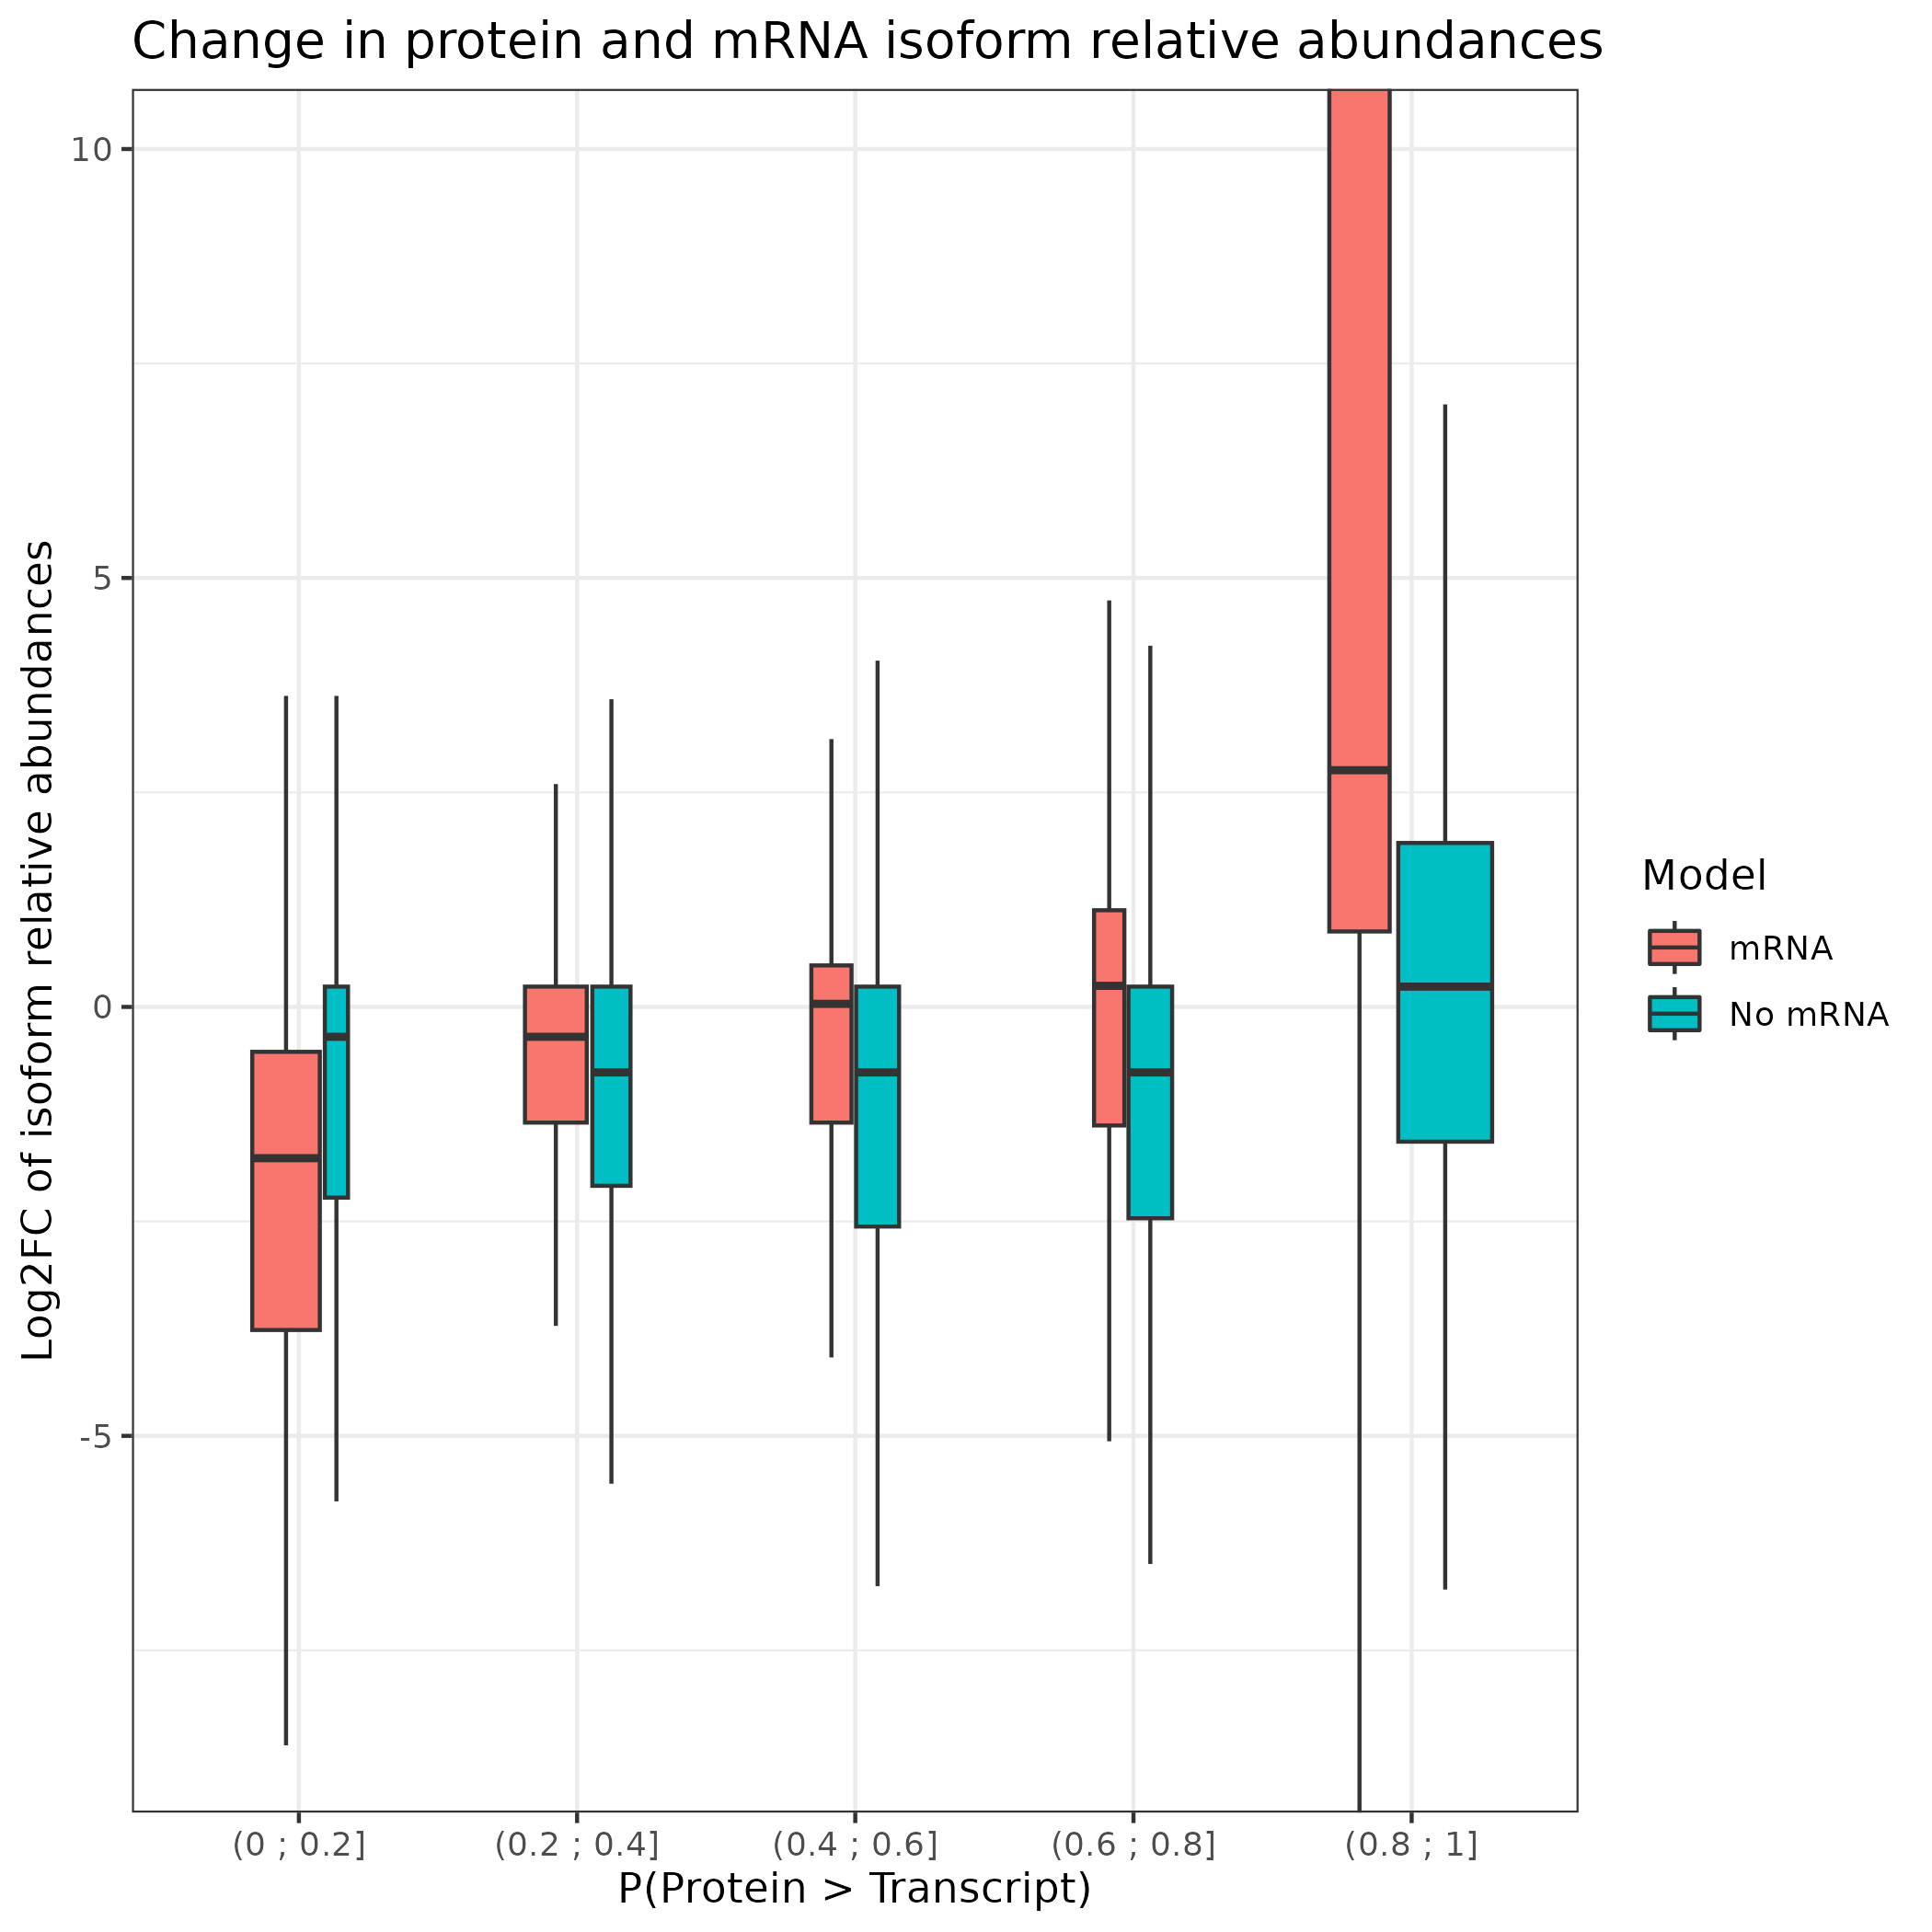 Change in protein and mRNA isoform relative abundances
Log2FC of isoform relative abundances
10
5
0
-5
(0 ; 0.2]
(0.2 ; 0.4]
(0.4 ; 0.6]
(0.6 ; 0.8]
(0.8 ; 1]
P(Protein > Transcript)
Model
mRNA
No mRNA